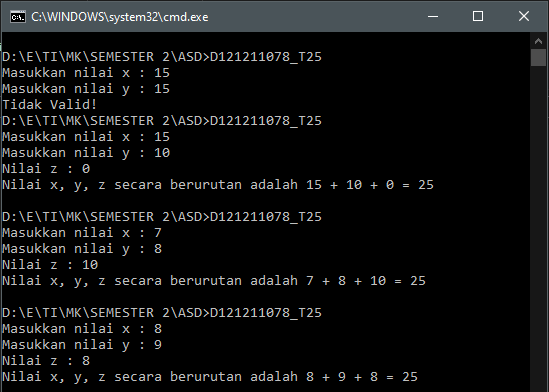 C:\WINDOWS\system32\cmd.exe
D:\E\TI\MK\SEMESTER 2\ASD>D121211078_T25
Masukkan nilai x : 15
Masukkan nilai y : 15
Tidak Valid!
D:\E\TI\MK\SEMESTER 2\ASD>D121211078_T25
Masukkan nilai x : 15
Masukkan nilai y : 10
Nilai z : 0
Nilai x, y, z secara berurutan adalah 15 + 10 + 0 = 25
D:\E\TI\MK\SEMESTER 2\ASD>D121211078_T25
Masukkan nilai x : 7
Masukkan nilai y : 8
Nilai z : 10
Nilai x, y, z secara berurutan adalah 7 + 8 + 10 = 25
D:\E\TI\MK\SEMESTER 2\ASD>D121211078_T25
Masukkan nilai x : 8
Masukkan nilai y : 9
Nilai z : 8
Nilai x, y, z secara berurutan adalah 8 + 9 + 8 = 25